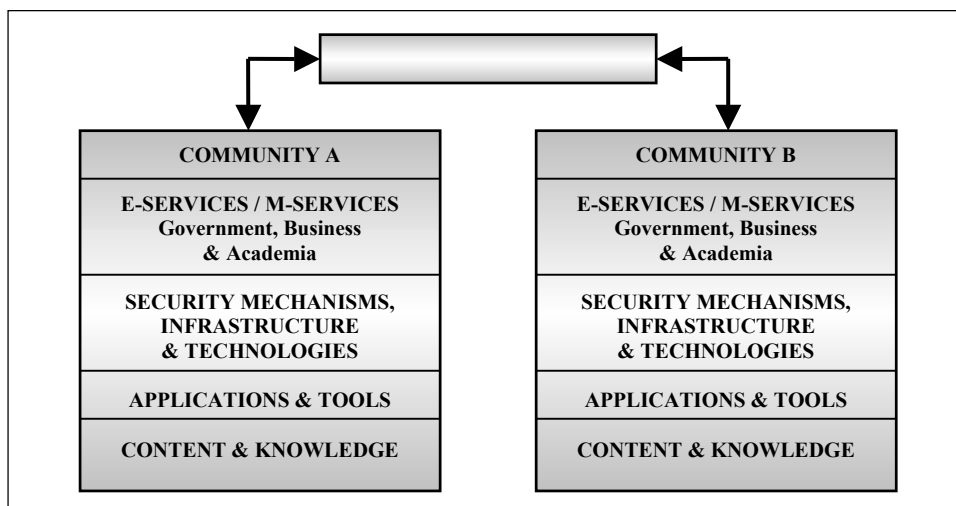 COMMUNITY A
E-SERVICES / M-SERVICES
Government, Business
& Academia
SECURITY MECHANISMS,
INFRASTRUCTURE
& TECHNOLOGIES
APPLICATIONS & TOOLS
CONTENT & KNOWLEDGE
COMMUNITY B
E-SERVICES / M-SERVICES
Government, Business
& Academia
SECURITY MECHANISMS,
INFRASTRUCTURE
& TECHNOLOGIES
APPLICATIONS & TOOLS
CONTENT & KNOWLEDGE